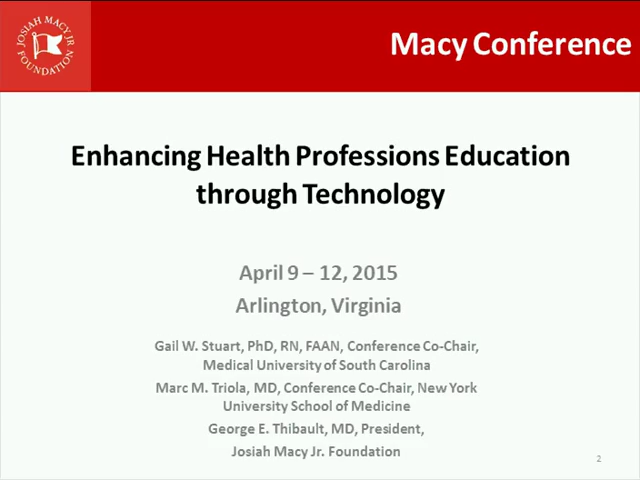 JOSIAH MACY JR
FOUNDATION
Macy Conference
Enhancing Health Professions Education
through Technology
April 9 – 12, 2015
Arlington, Virginia
Gail W. Stuart, PhD, RN, FAAN, Conference Co-Chair,
Medical University of South Carolina
Marc M. Triola, MD, Conference Co-Chair, New York
University School of Medicine
George E. Thibault, MD, President,
Josiah Macy Jr. Foundation
2